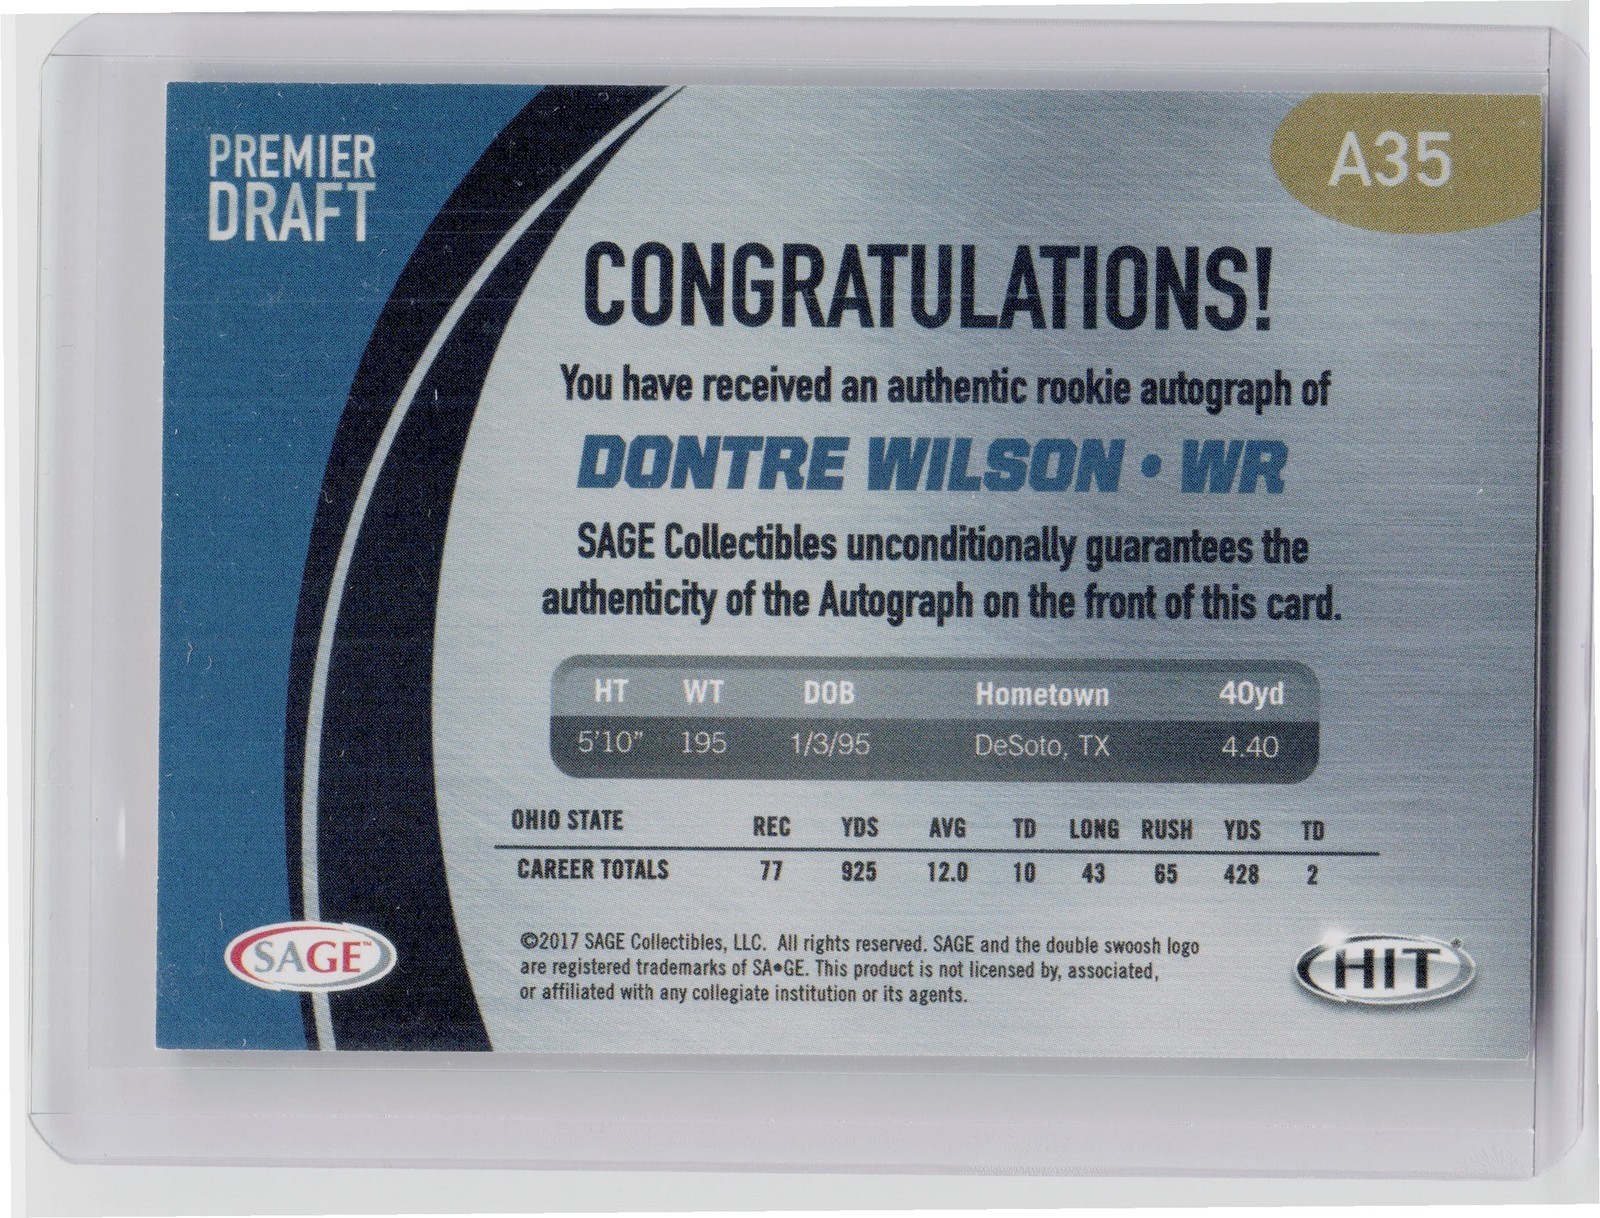 PREMIER
DRAFT
A35
CONGRATULATIONS!
You have received an authentic rookie autograph of
DONTRE WILSON • WR
SAGE Collectibles unconditionally guarantees the
authenticity of the Autograph on the front of this card.
HT WT DOB Hometown 40yd
5'10" 195 1/3/95 DeSoto, TX 4.40
OHIO STATE REC YDS AVG TD LONG RUSH YDS TD
CAREER TOTALS 77 925 12.0 10 43 65 428 2
SAGE™
©2017 SAGE Collectibles, LLC. All rights reserved. SAGE and the double swoosh logo
are registered trademarks of SA•GE. This product is not licensed by, associated,
or affiliated with any collegiate institution or its agents.
HIT®